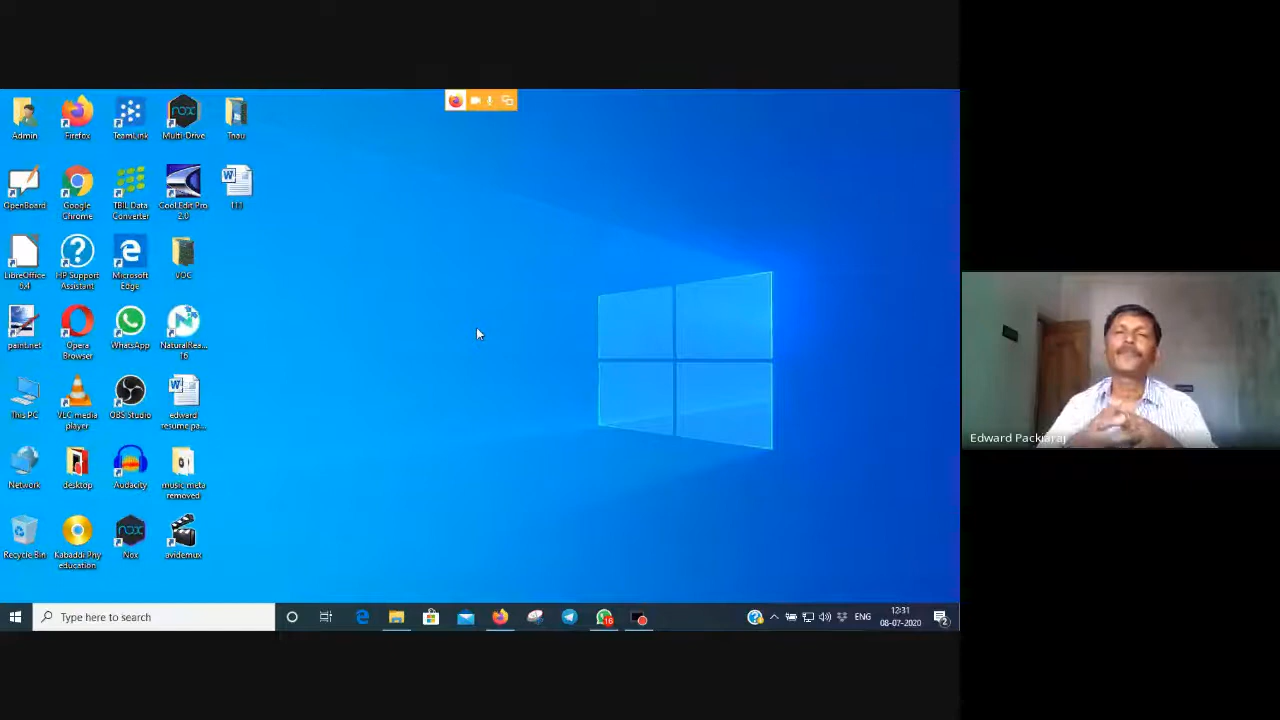 Admin
Firefox
TeamLink
Multi-Drive
Tnau
OpenBoard
Google
Chrome
TBIL Data
Converter
Cool Edit Pro
2.0
111
LibreOffice
6.4
HP Support
Assistant
Microsoft
Edge
VOC
paint.net
Opera
Browser
WhatsApp
NaturalRea...
16
This PC
VLC media
player
OBS Studio
edward
resume.pa...
Network
desktop
Audacity
music meta
removed
Recycle Bin
Kabaddi Phy
education
Nox
avidemux
Edward Packiaraj
Type here to search
16
ENG
12:31
08-07-2020
2